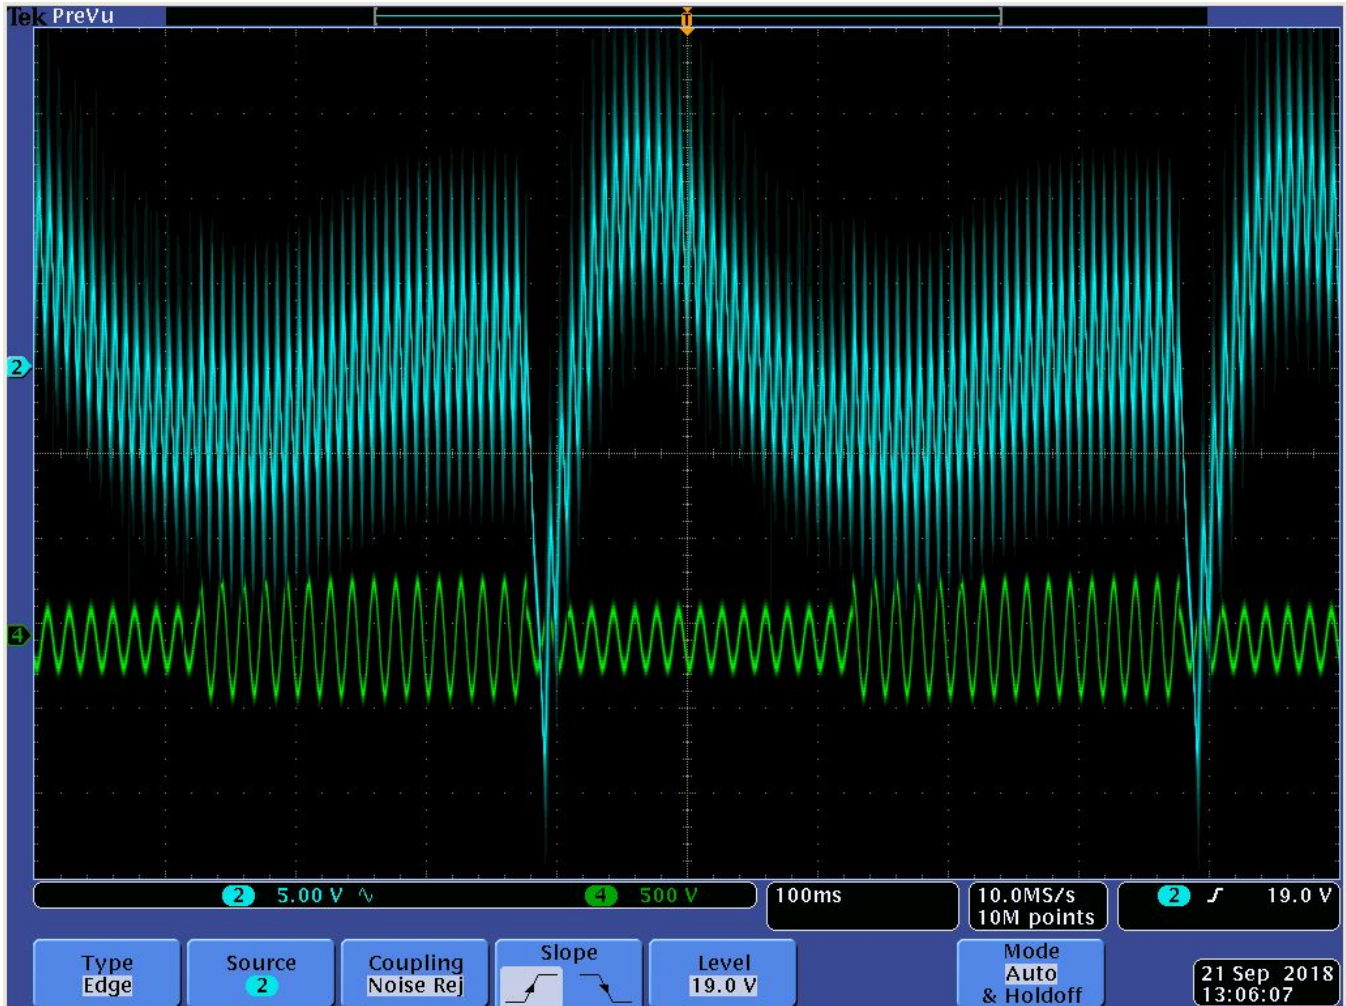 Tek PreVu
T
2
4
2 5.00 V ∿ 4 500 V
100ms
10.0MS/s
10M points
2 19.0 V
Type
Edge
Source
2
Coupling
Noise Rej
Slope
Level
19.0 V
Mode
Auto
& Holdoff
21 Sep 2018
13:06:07